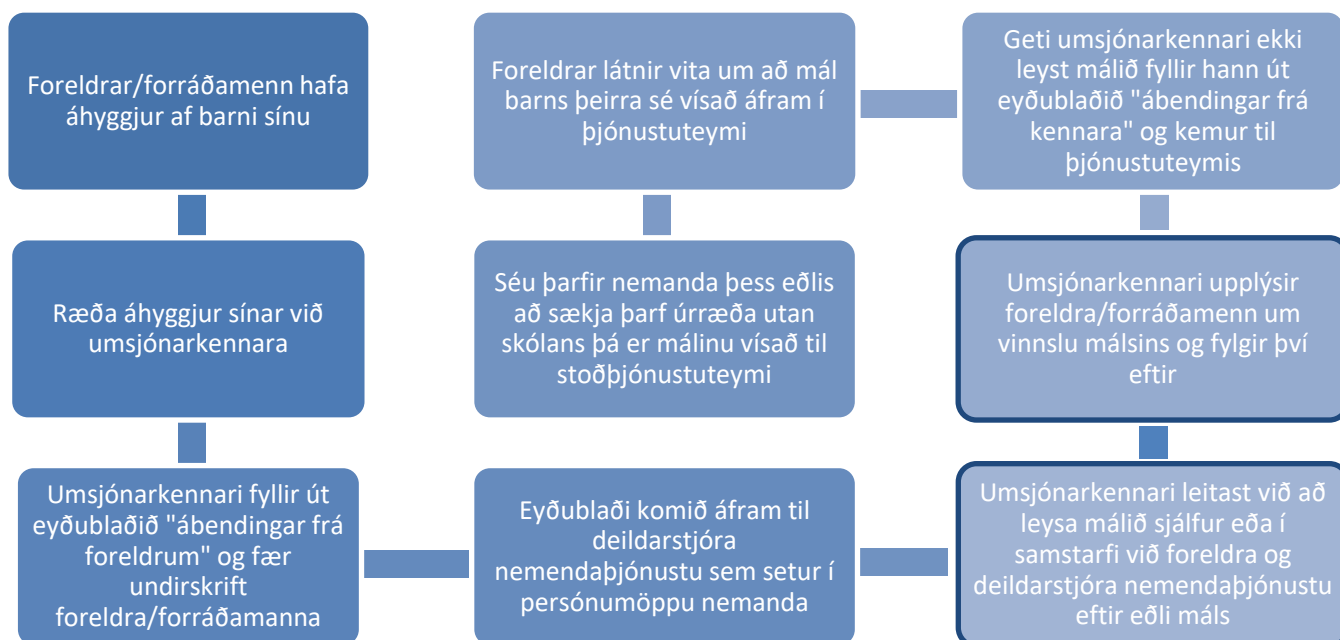 Foreldrar/forráðamenn hafa
áhyggjur af barni sínu
Ræða áhyggjur sínar við
umsjónarkennara
Umsjónarkennari fyllir út
eyðublaðið "ábendingar frá
foreldrum" og fær
undirskrift
foreldra/forráðamanna
Eyðublaði komið áfram til
deildarstjóra
nemendaþjónustu sem setur í
persónumöppu nemanda
Umsjónarkennari leitast við að
leysa málið sjálfur eða í
samstarfi við foreldra og
deildarstjóra nemendaþjónustu
eftir eðli máls
Umsjónarkennari upplýsir
foreldra/forráðamenn um
vinnslu málsins og fylgir því
eftir
Geti umsjónarkennari ekki
leyst málið fyllir hann út
eyðublaðið "ábendingar frá
kennara" og kemur til
þjónustuteymis
Foreldrar látnir vita um að mál
barns þeirra sé vísað áfram í
þjónustuteymi
Séu þarfir nemanda þess eðlis
að sækja þarf úrræða utan
skólans þá er málinu vísað til
stoðþjónustuteymi